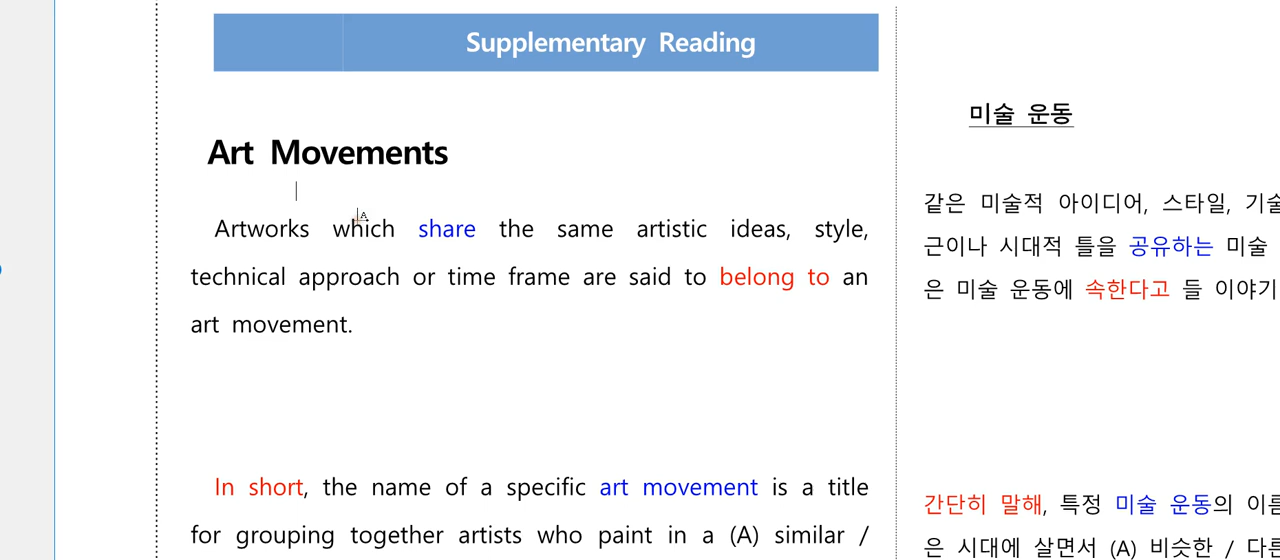 Supplementary Reading
Art Movements
Artworks which share the same artistic ideas, style,
technical approach or time frame are said to belong to an
art movement.
In short, the name of a specific art movement is a title
for grouping together artists who paint in a (A) similar /
미술 운동
같은 미술적 아이디어, 스타일, 기술
근이나 시대적 틀을 공유하는 미술
은 미술 운동에 속한다고 들 이야기
간단히 말해, 특정 미술 운동의 이름
은 시대에 살면서 (A) 비슷한 / 다른